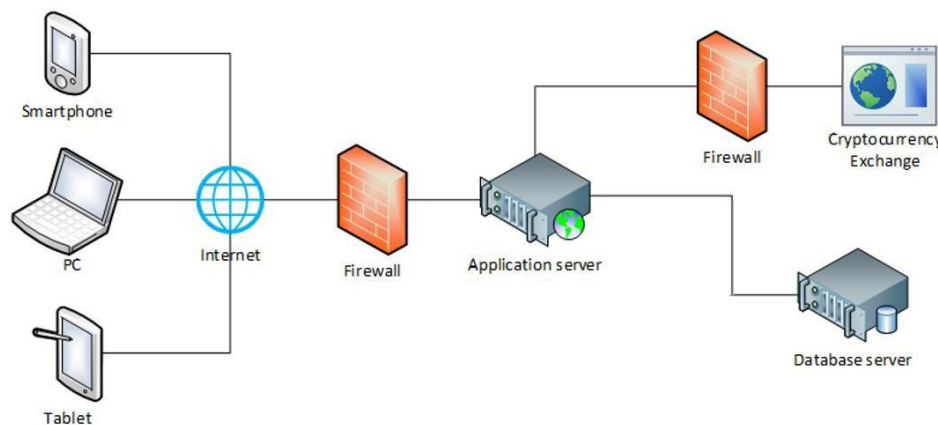 Smartphone
PC
Tablet
Internet
Firewall
Application server
Firewall
Cryptocurrency
Exchange
Database server